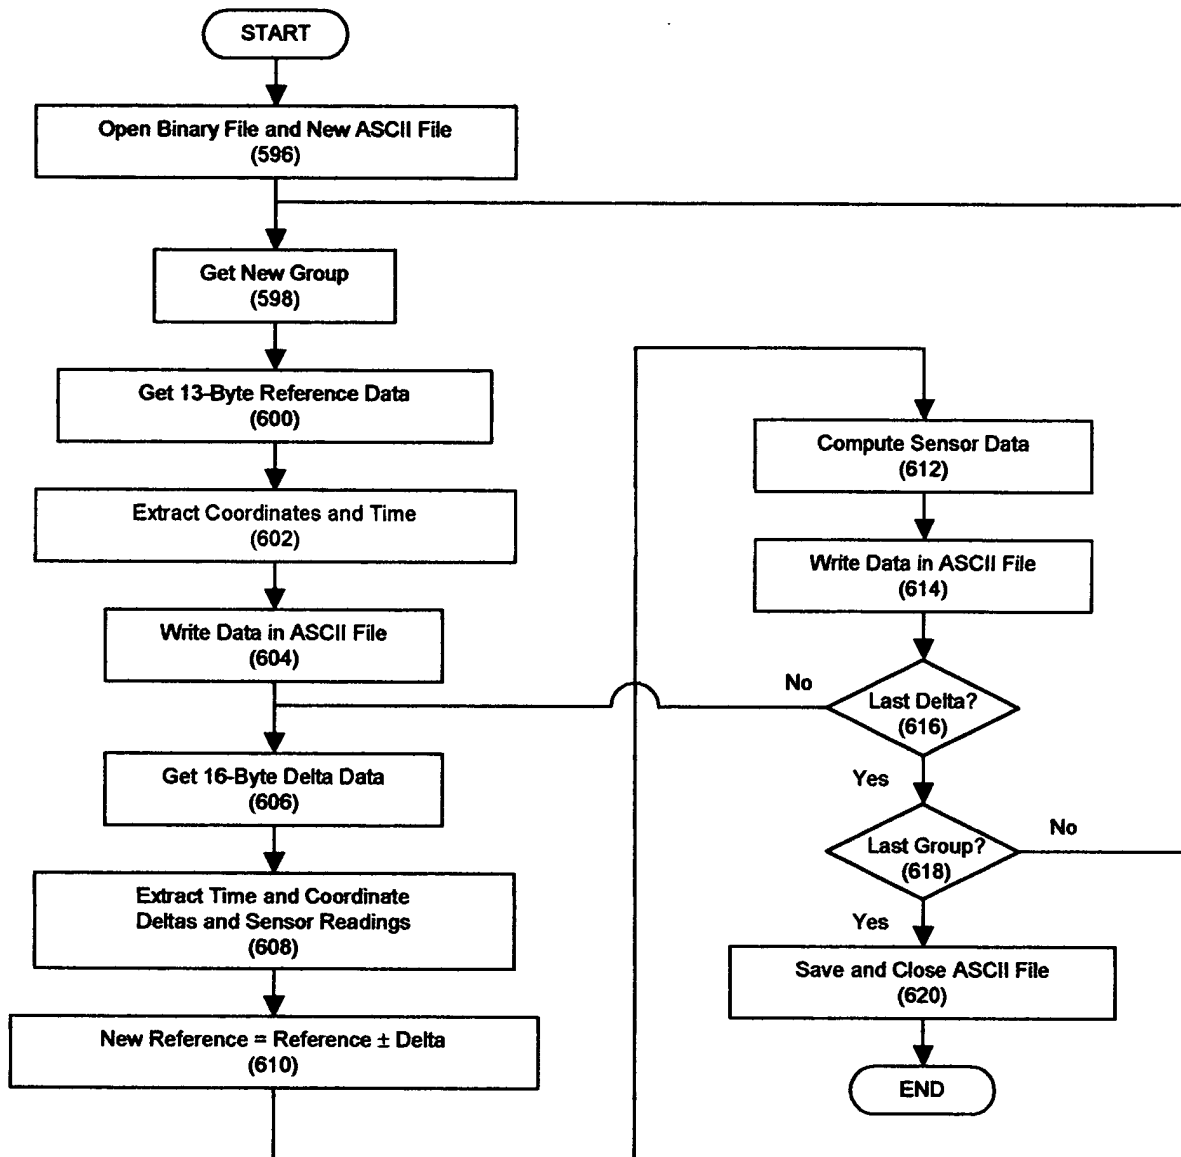 START
Open Binary File and New ASCII File
(596)
Get New Group
(598)
Get 13-Byte Reference Data
(600)
Extract Coordinates and Time
(602)
Write Data in ASCII File
(604)
Get 16-Byte Delta Data
(606)
Extract Time and Coordinate
Deltas and Sensor Readings
(608)
New Reference = Reference ± Delta
(610)
Compute Sensor Data
(612)
Write Data in ASCII File
(614)
No
Last Delta?
(616)
Yes
Last Group?
(618)
No
Yes
Save and Close ASCII File
(620)
END